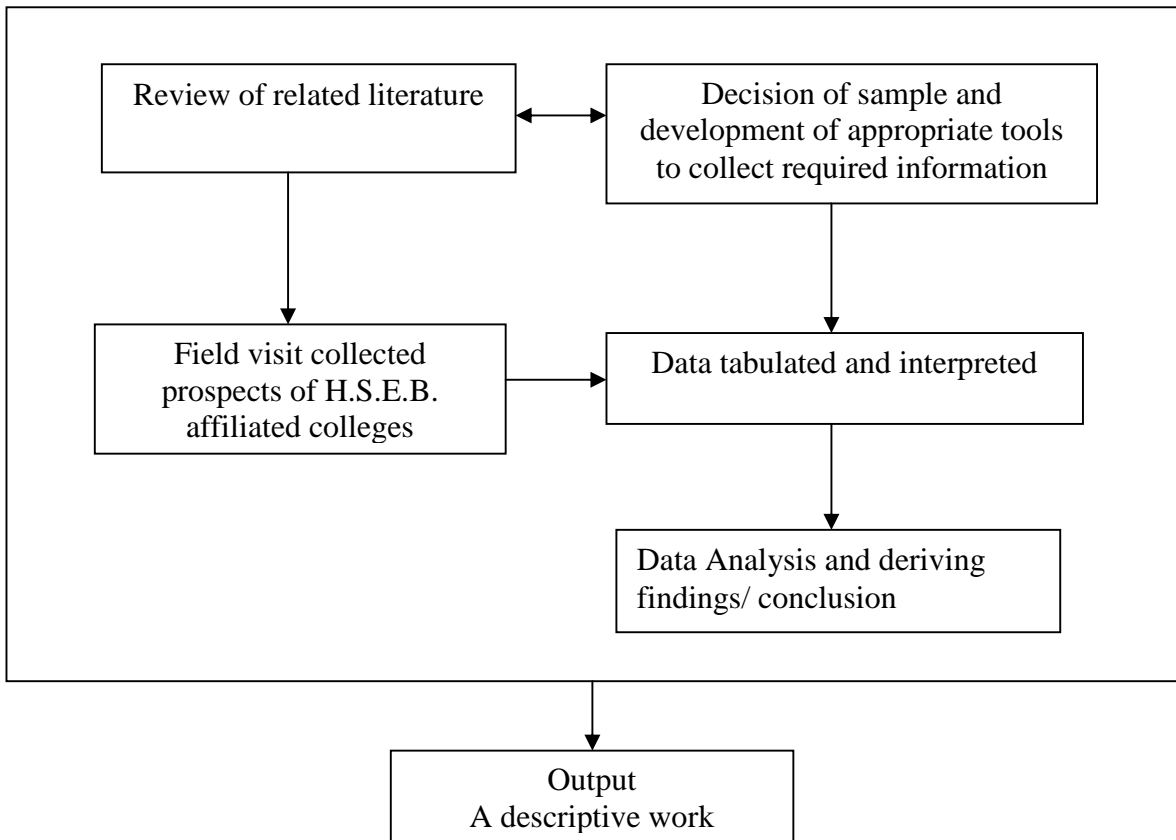 Review of related literature
Decision of sample and
development of appropriate tools
to collect required information
Field visit collected
prospects of H.S.E.B.
affiliated colleges
Data tabulated and interpreted
Data Analysis and deriving
findings/ conclusion
Output
A descriptive work